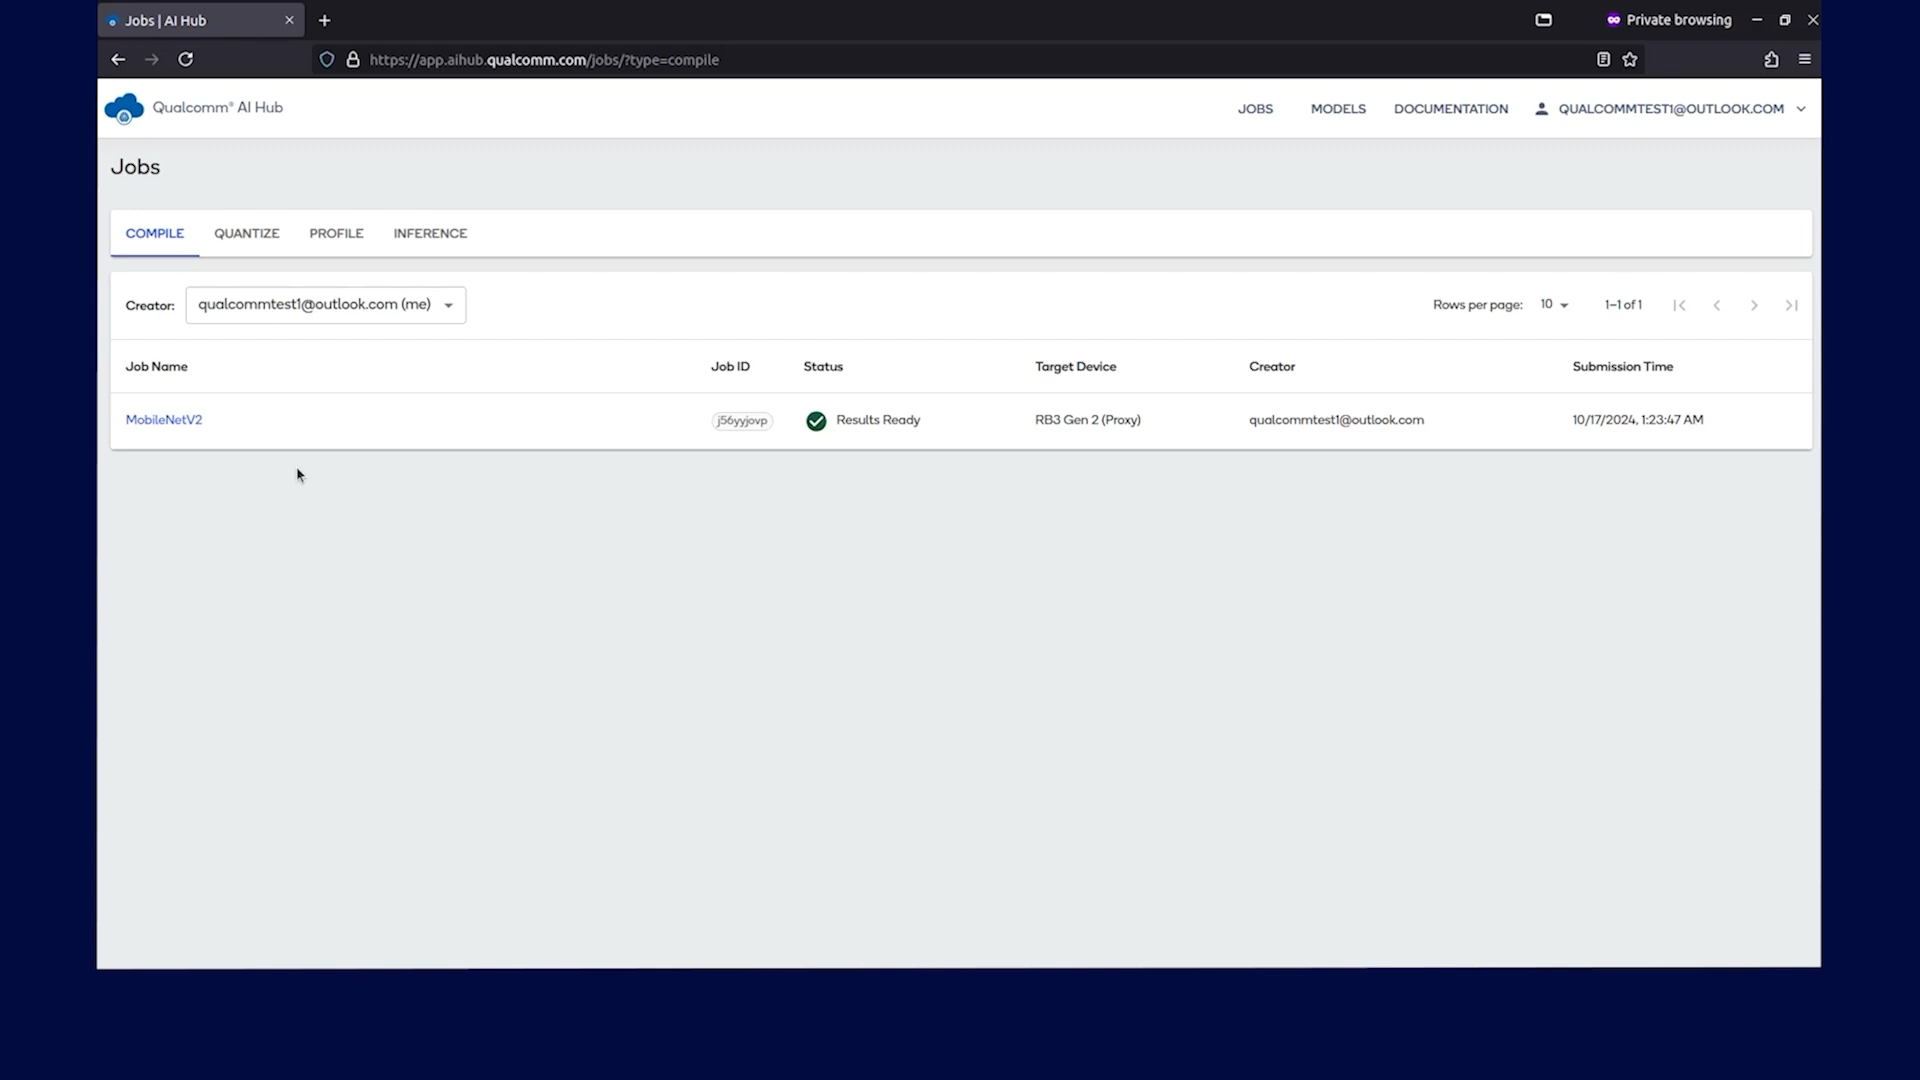 Jobs | AI Hub
Private browsing
https://app.aihub.qualcomm.com/jobs/?type=compile
Qualcomm® AI Hub
JOBS MODELS DOCUMENTATION QUALCOMMTEST1@OUTLOOK.COM
Jobs
COMPILE QUANTIZE PROFILE INFERENCE
Creator: qualcommtest1@outlook.com (me) Rows per page: 10 1–1 of 1
Job Name Job ID Status Target Device Creator Submission Time
MobileNetV2 j56yyjovp Results Ready RB3 Gen 2 (Proxy) qualcommtest1@outlook.com 10/17/2024, 1:23:47 AM